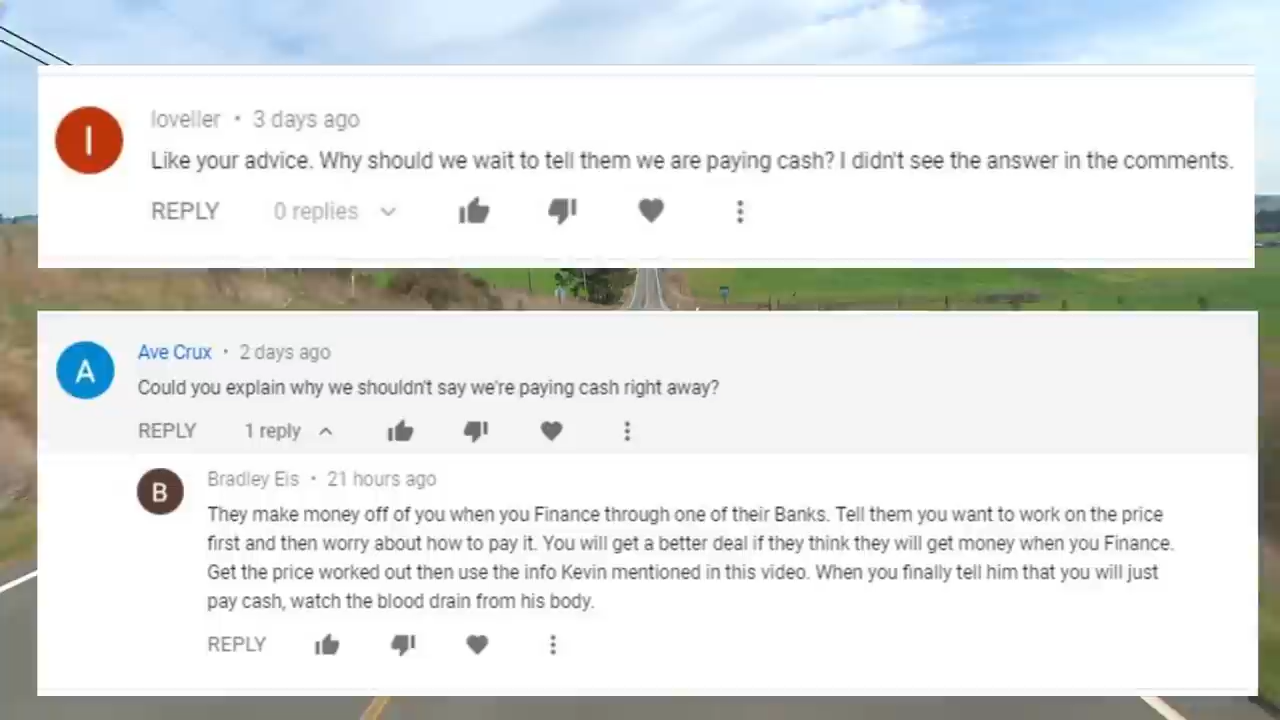 I
loveller • 3 days ago
Like your advice. Why should we wait to tell them we are paying cash? I didn't see the answer in the comments.
REPLY 0 replies
A
Ave Crux • 2 days ago
Could you explain why we shouldn't say we're paying cash right away?
REPLY 1 reply
B
Bradley Eis • 21 hours ago
They make money off of you when you Finance through one of their Banks. Tell them you want to work on the price
first and then worry about how to pay it. You will get a better deal if they think they will get money when you Finance.
Get the price worked out then use the info Kevin mentioned in this video. When you finally tell him that you will just
pay cash, watch the blood drain from his body.
REPLY